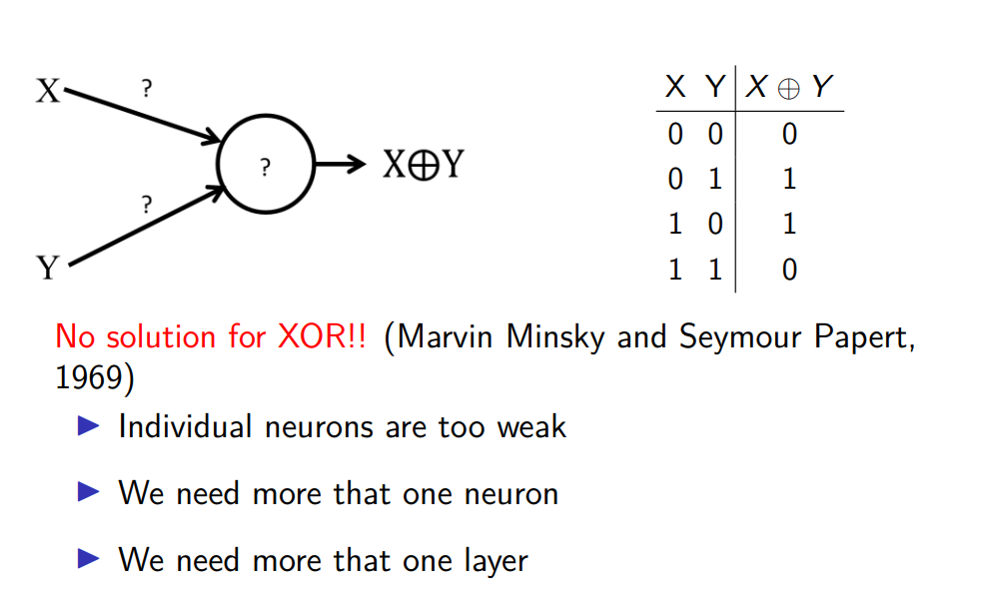 X
?
?
?
X⊕Y
Y
X Y X ⊕ Y
0 0 0
0 1 1
1 0 1
1 1 0
No solution for XOR!! (Marvin Minsky and Seymour Papert,
1969)
Individual neurons are too weak
We need more that one neuron
We need more that one layer